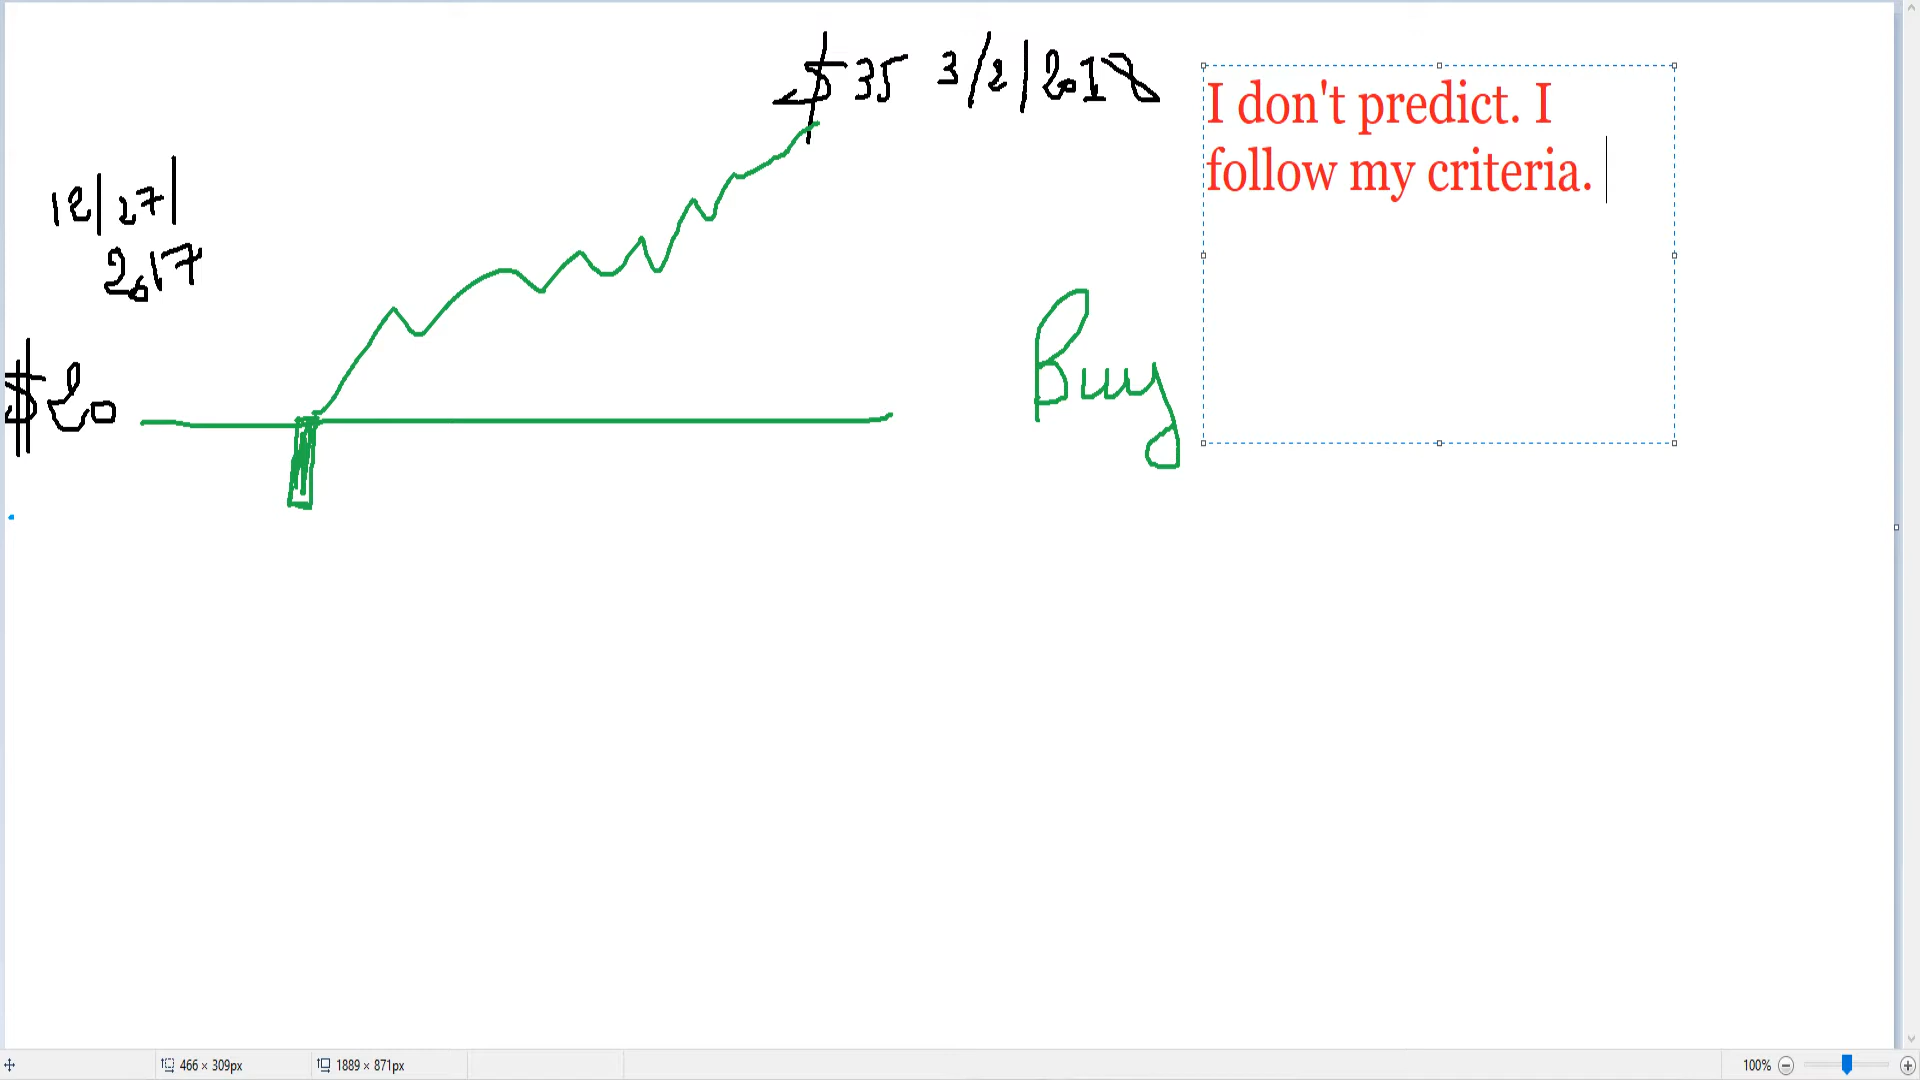 $35 3/2/2018
I don't predict. I
follow my criteria.
12/27/
2017
$20
Buy
466 × 309px
1889 × 871px
100%